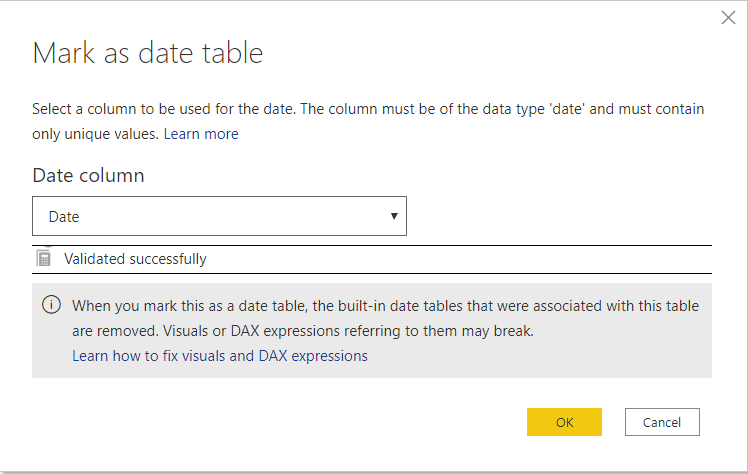 Mark as date table
Select a column to be used for the date. The column must be of the data type 'date' and must contain
only unique values. Learn more
Date column
Date
Validated successfully
When you mark this as a date table, the built-in date tables that were associated with this table
are removed. Visuals or DAX expressions referring to them may break.
Learn how to fix visuals and DAX expressions
OK
Cancel